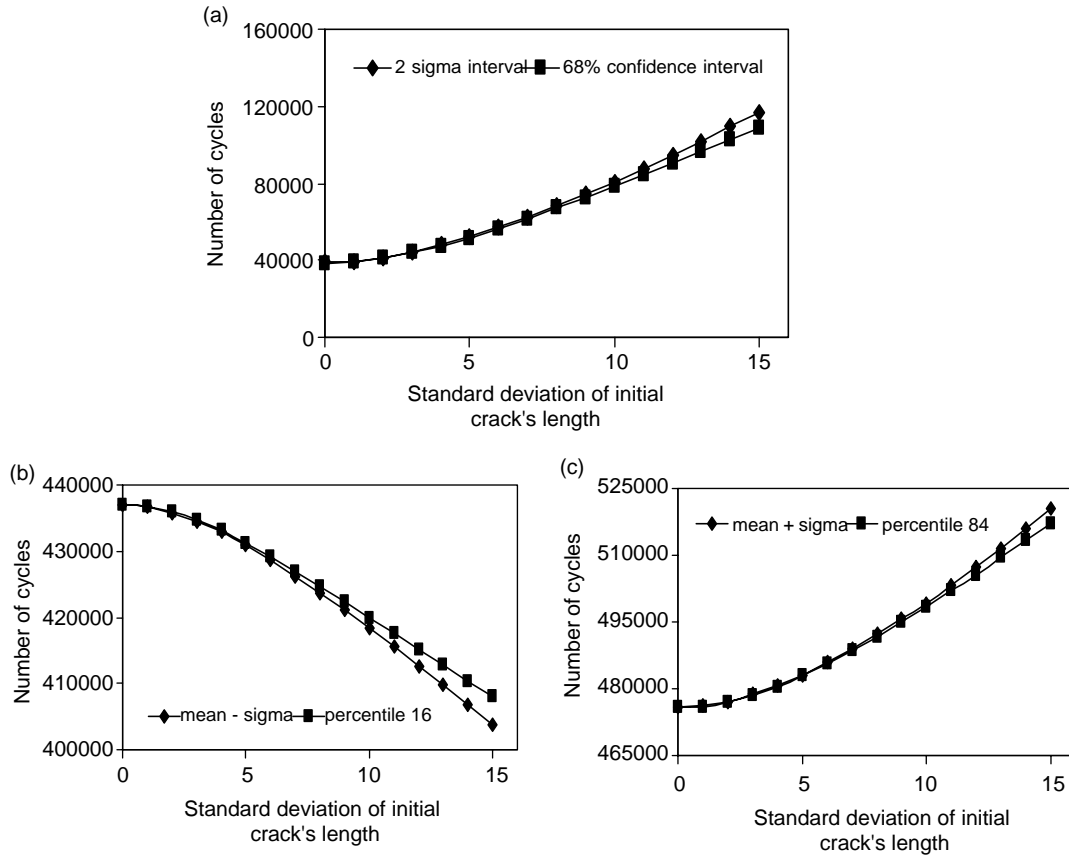 (a)
160000
120000
80000
40000
0
Number of cycles
2 sigma interval 68% confidence interval
0 5 10 15
Standard deviation of initial
crack's length
(b)
440000
430000
420000
410000
400000
Number of cycles
mean - sigma percentile 16
0 5 10 15
Standard deviation of initial
crack's length
(c)
525000
510000
495000
480000
465000
Number of cycles
mean + sigma percentile 84
0 5 10 15
Standard deviation of initial
crack's length